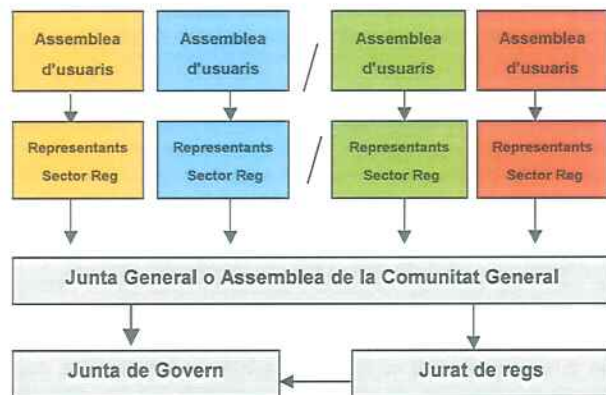 Assemblea
d'usuaris
Assemblea
d'usuaris
/
Assemblea
d'usuaris
Assemblea
d'usuaris
Representants
Sector Reg
Representants
Sector Reg
/
Representants
Sector Reg
Representants
Sector Reg
Junta General o Assemblea de la Comunitat General
Junta de Govern
Jurat de regs